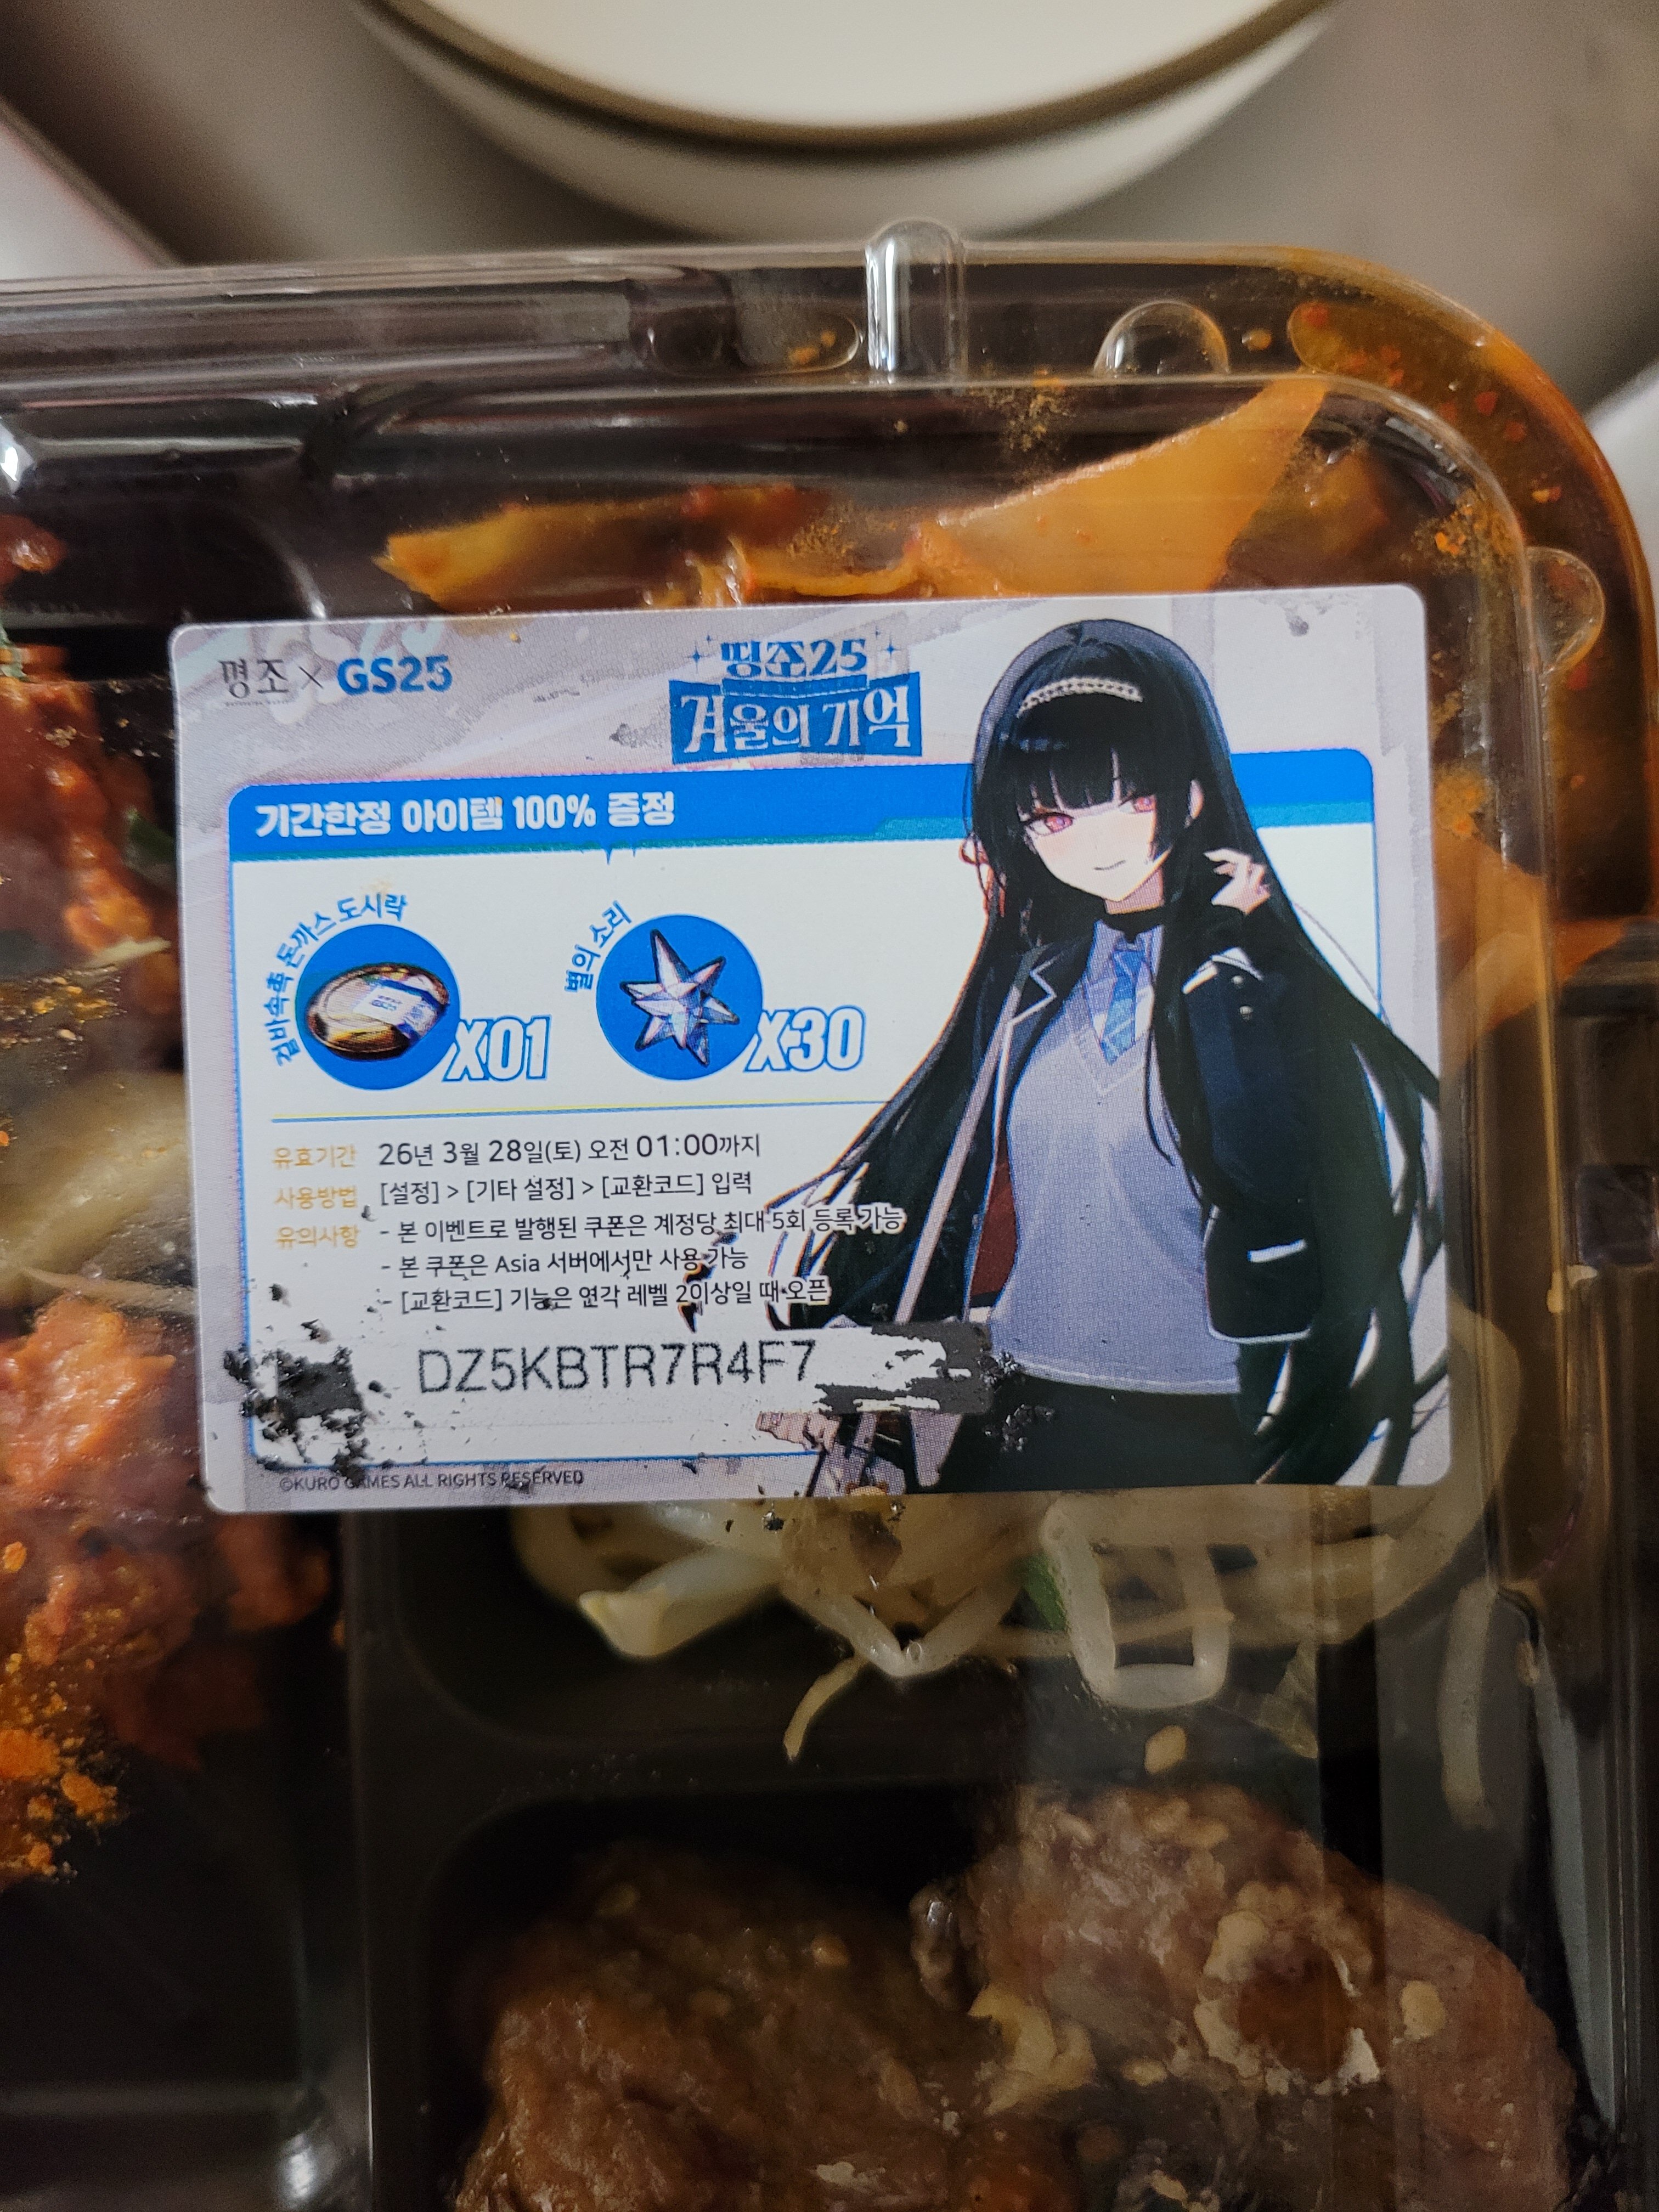 명조 × GS25
띵조25
겨울의 기억
기간한정 아이템 100% 증정
겉바속촉 돈까스 도시락
X01
별의 소리
X30
유효기간 26년 3월 28일(토) 오전 01:00까지
사용방법 [설정] > [기타 설정] > [교환코드] 입력
유의사항 - 본 이벤트로 발행된 쿠폰은 계정당 최대 5회 등록 가능
- 본 쿠폰은 Asia 서버에서만 사용 가능
- [교환코드] 기능은 연각 레벨 2이상일 때 오픈
DZ5KBTR7R4F7
©KURO GAMES ALL RIGHTS RESERVED